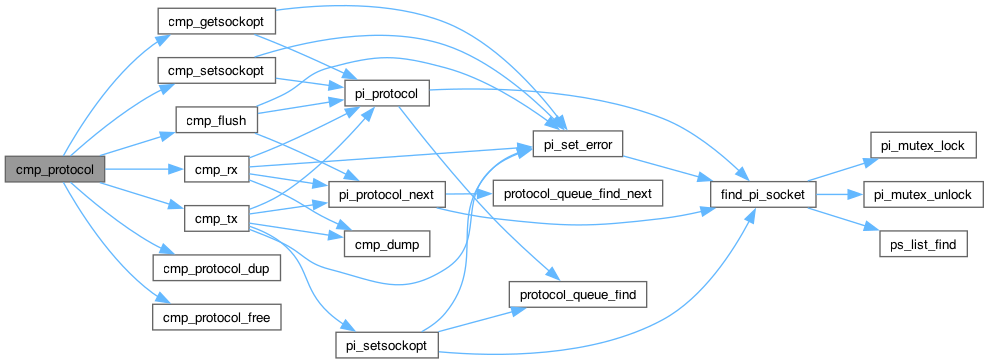 cmp_protocol
cmp_getsockopt
cmp_setsockopt
cmp_flush
cmp_rx
cmp_tx
cmp_protocol_dup
cmp_protocol_free
pi_protocol
pi_protocol_next
cmp_dump
pi_setsockopt
pi_set_error
protocol_queue_find_next
protocol_queue_find
find_pi_socket
pi_mutex_lock
pi_mutex_unlock
ps_list_find